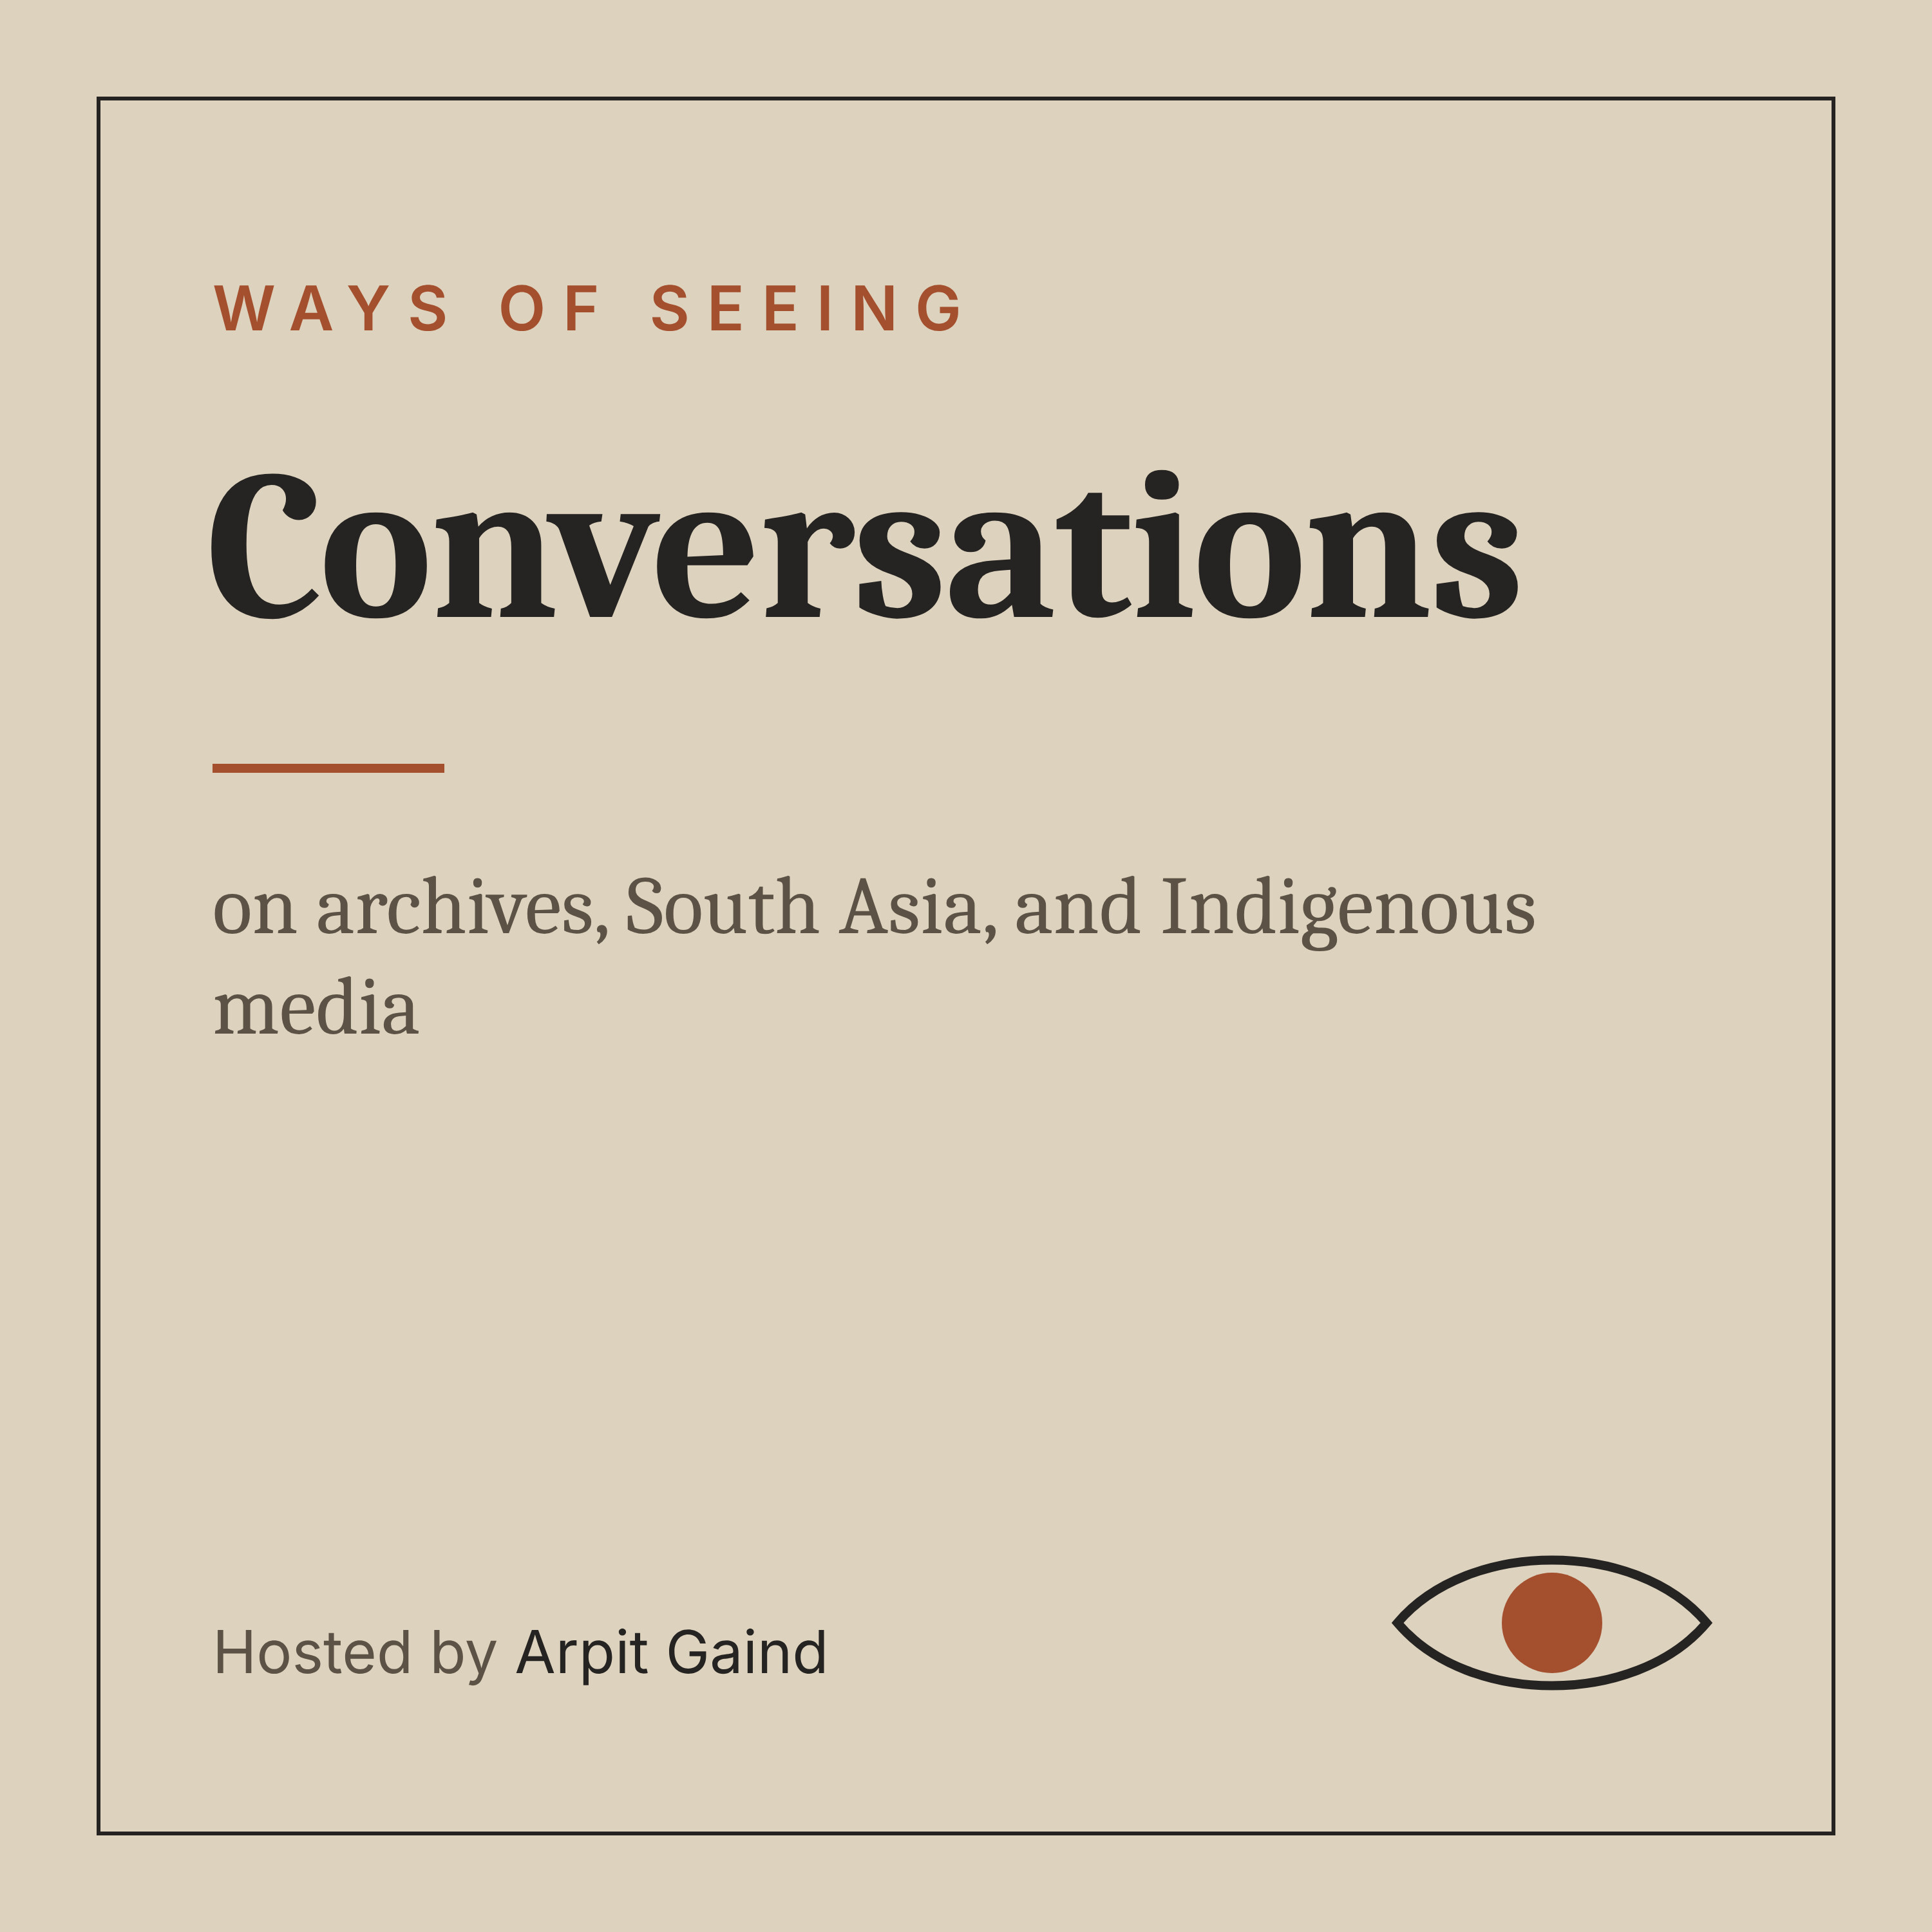 WAYS OF SEEING
Conversations
on archives, South Asia, and Indigenous
media
Hosted by Arpit Gaind